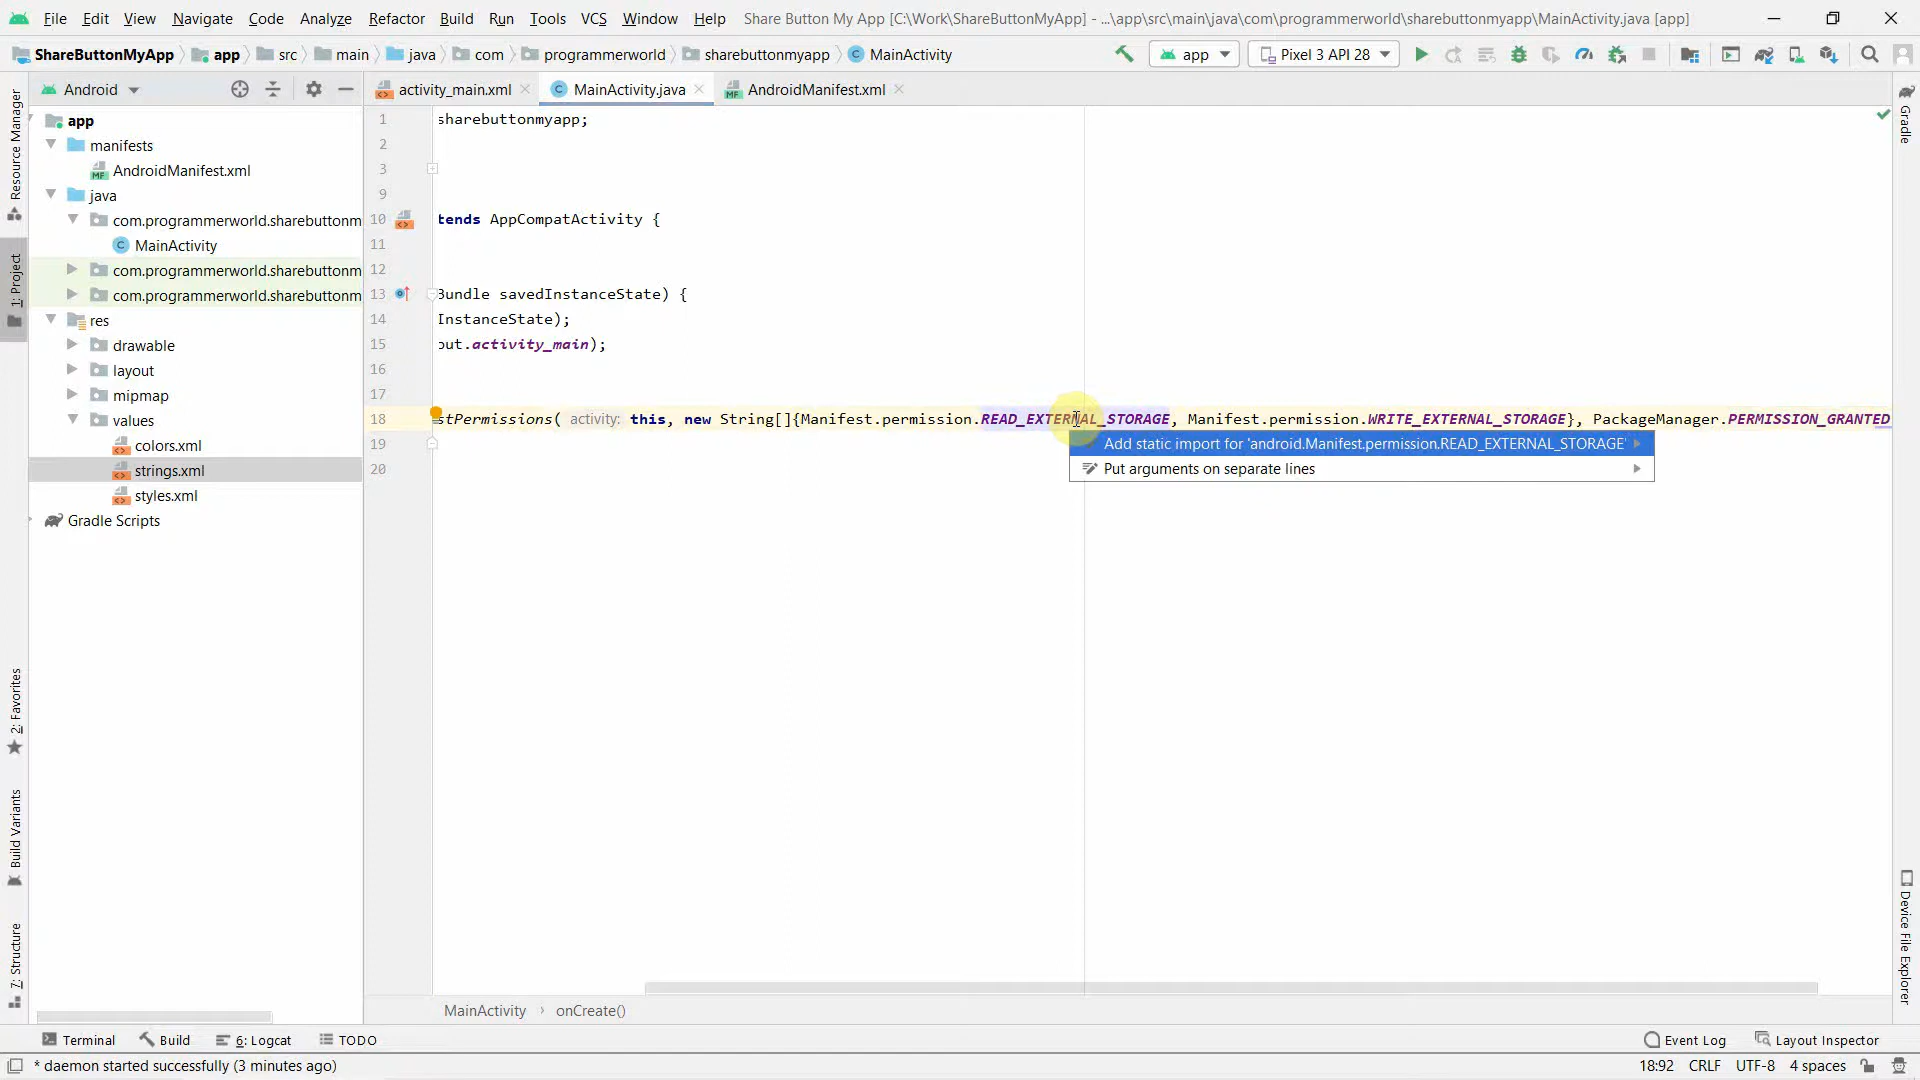 File Edit View Navigate Code Analyze Refactor Build Run Tools VCS Window Help Share Button My App [C:\Work\ShareButtonMyApp] - ...\app\src\main\java\com\programmerworld\sharebuttonmyapp\MainActivity.java [app]
ShareButtonMyApp app src main java com programmerworld sharebuttonmyapp MainActivity app Pixel 3 API 28
Android activity_main.xml MainActivity.java AndroidManifest.xml
app
manifests
AndroidManifest.xml
java
com.programmerworld.sharebuttonm
MainActivity
com.programmerworld.sharebuttonm
com.programmerworld.sharebuttonm
res
drawable
layout
mipmap
values
colors.xml
strings.xml
styles.xml
Gradle Scripts
Resource Manager
1: Project
2: Favorites
Build Variants
7: Structure
1 sharebuttonmyapp;
2
3
9
10 tends AppCompatActivity {
11
12
13 Bundle savedInstanceState) {
14 InstanceState);
15 out.activity_main);
16
17
18 stPermissions( activity: this, new String[]{Manifest.permission.READ_EXTERNAL_STORAGE, Manifest.permission.WRITE_EXTERNAL_STORAGE}, PackageManager.PERMISSION_GRANTED
19
20
Add static import for 'android.Manifest.permission.READ_EXTERNAL_STORAGE'
Put arguments on separate lines
Gradle
Device File Explorer
MainActivity onCreate()
Terminal Build 6: Logcat TODO Event Log Layout Inspector
* daemon started successfully (3 minutes ago) 18:92 CRLF UTF-8 4 spaces